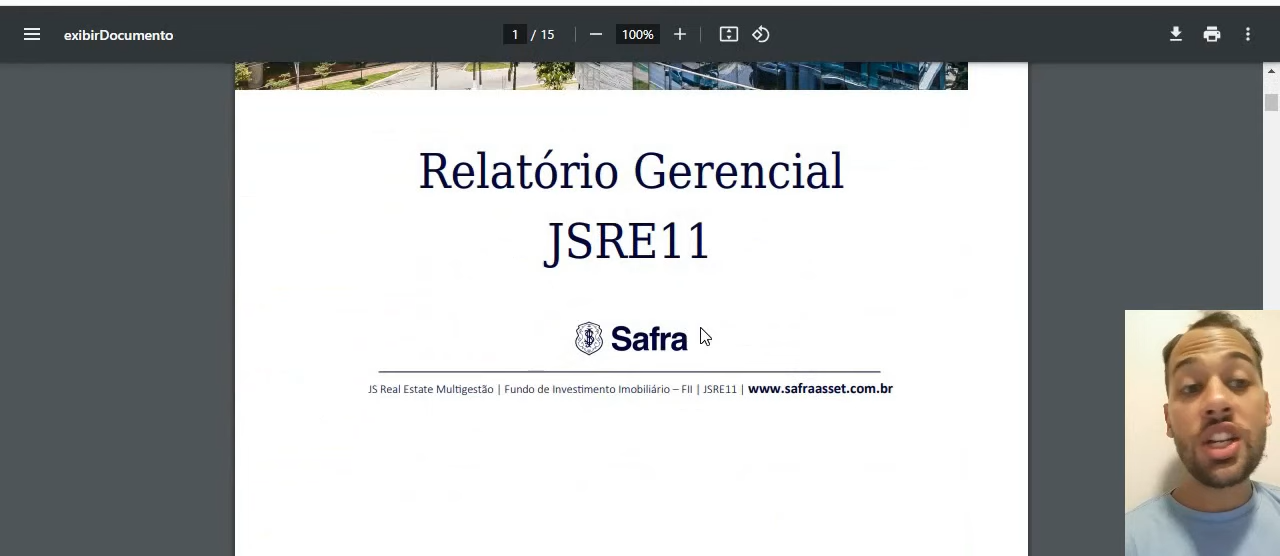 exibirDocumento
1 / 15
100%
Relatório Gerencial
JSRE11
Safra
JS Real Estate Multigestão | Fundo de Investimento Imobiliário – FII | JSRE11 | www.safraasset.com.br